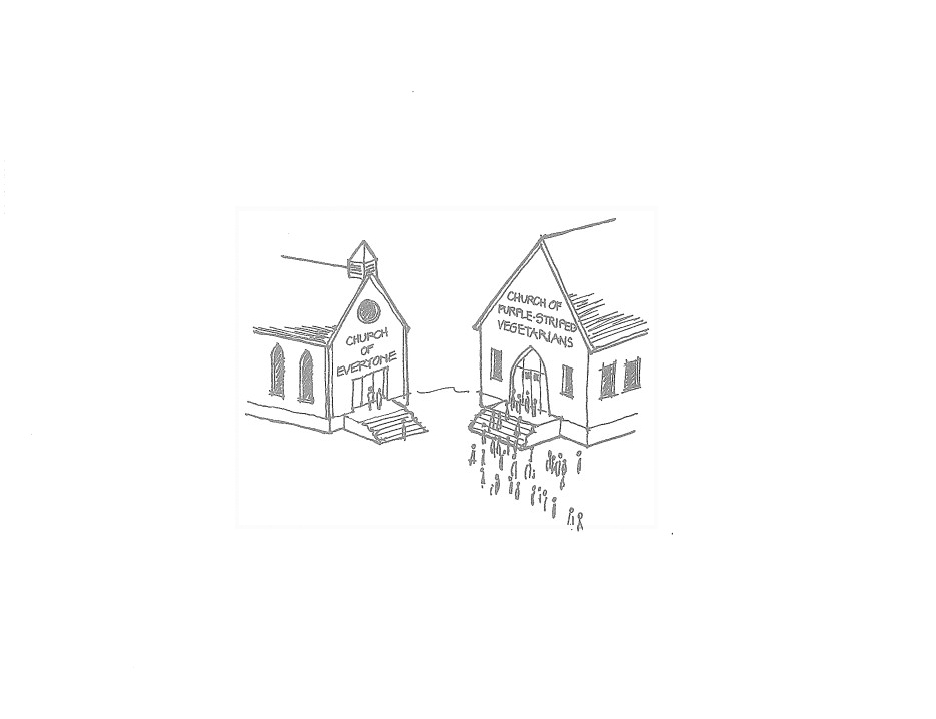 CHURCH
OF
EVERYONE
CHURCH OF
PURPLE-STRIPED
VEGETARIANS